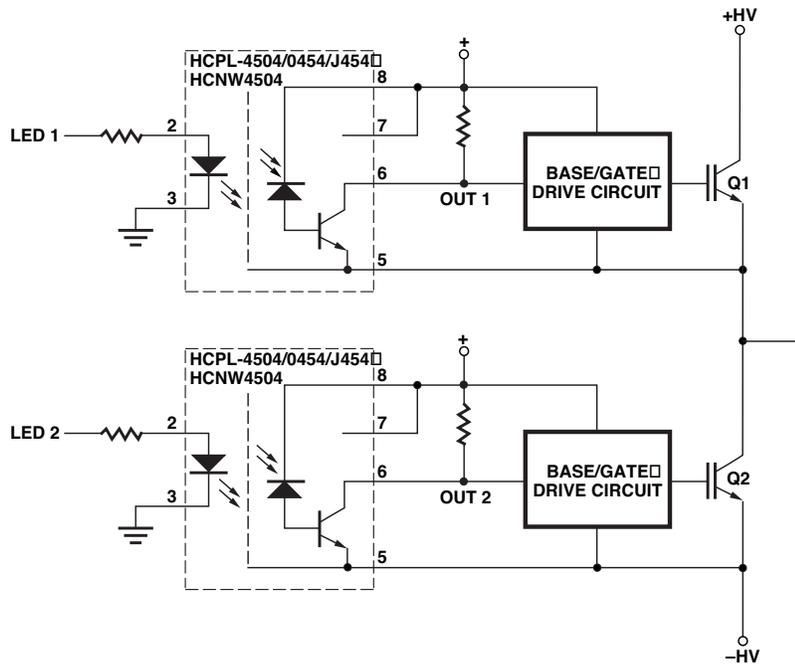 +HV
HCPL-4504/0454/J454□
HCNW4504
+
8
LED 1
2
7
BASE/GATE□
DRIVE CIRCUIT
Q1
3
6
OUT 1
5
HCPL-4504/0454/J454□
HCNW4504
+
8
LED 2
2
7
BASE/GATE□
DRIVE CIRCUIT
Q2
3
6
OUT 2
5
–HV